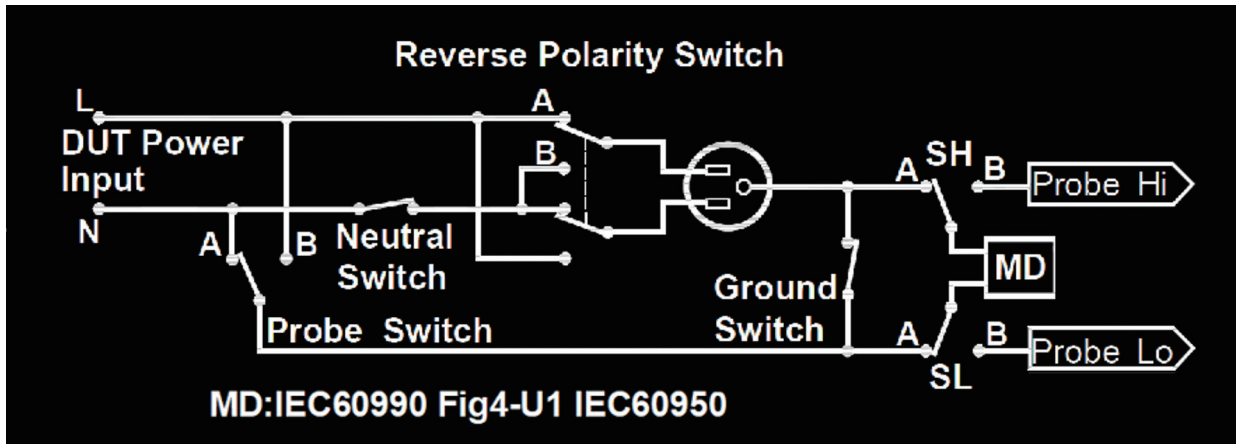 Reverse Polarity Switch
L
A
DUT Power
Input
B
A
SH
B
Probe Hi
N
A
B
Neutral
Switch
MD
Ground
Switch
Probe Switch
A
B
Probe Lo
SL
MD:IEC60990 Fig4-U1 IEC60950